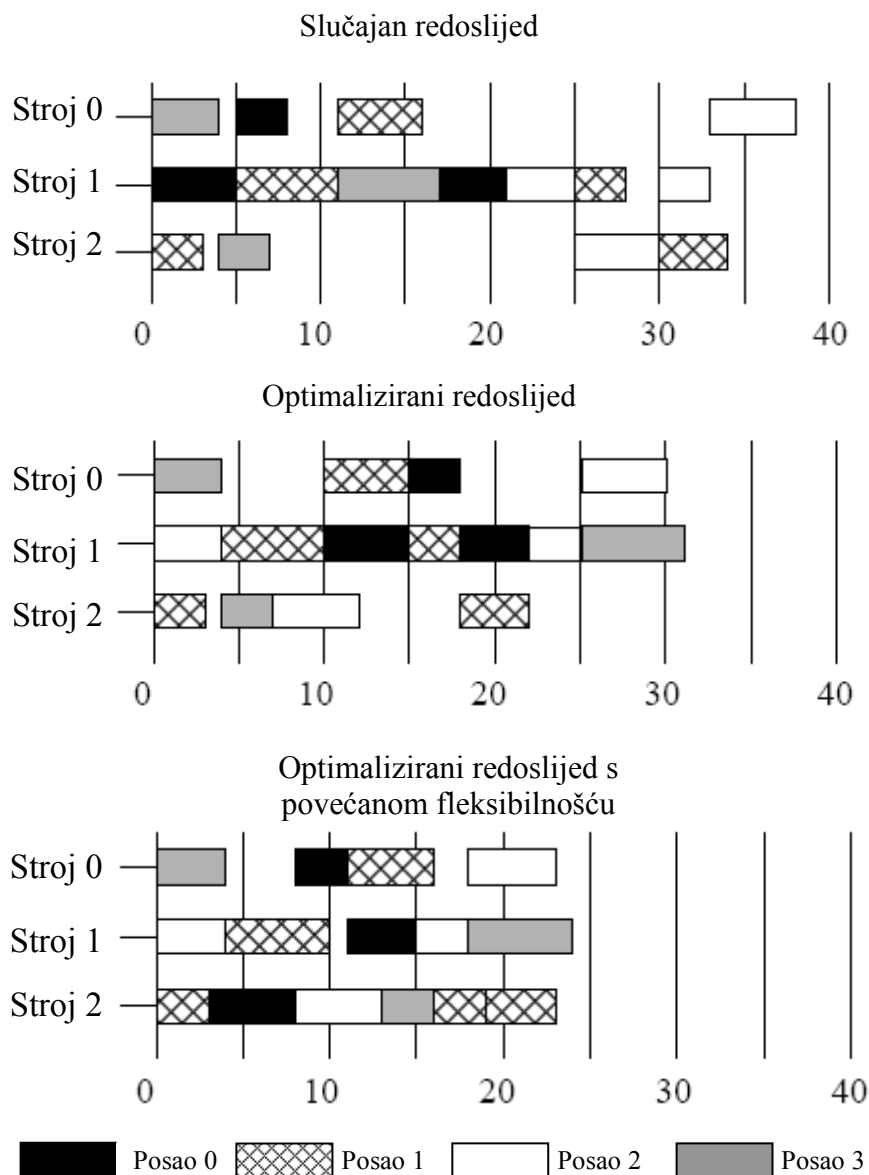 Slučajan redoslijed
Stroj 0
Stroj 1
Stroj 2
0 10 20 30 40
Optimalizirani redoslijed
Stroj 0
Stroj 1
Stroj 2
0 10 20 30 40
Optimalizirani redoslijed s
povećanom fleksibilnošću
Stroj 0
Stroj 1
Stroj 2
0 10 20 30 40
Posao 0 Posao 1 Posao 2 Posao 3